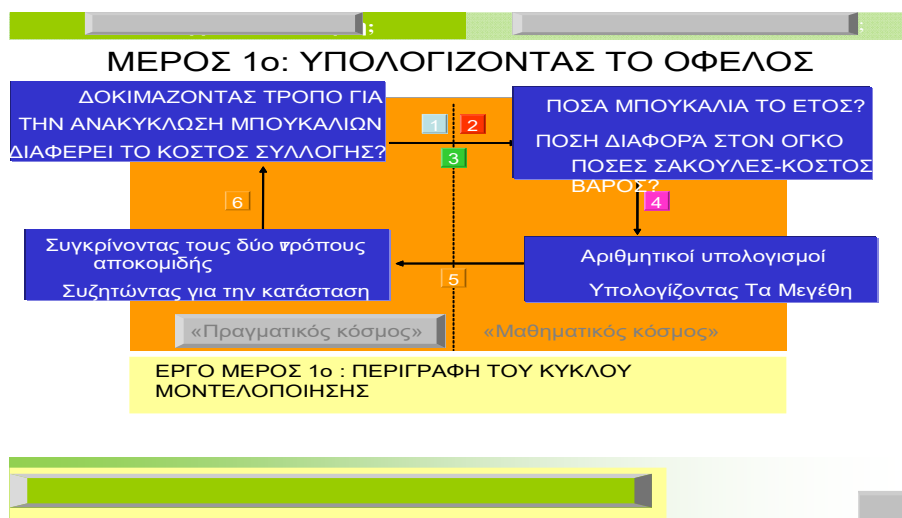 ΜΕΡΟΣ 1ο: ΥΠΟΛΟΓΙΖΟΝΤΑΣ ΤΟ ΟΦΕΛΟΣ
ΔΟΚΙΜΑΖΟΝΤΑΣ ΤΡΟΠΟ ΓΙΑ
ΤΗΝ ΑΝΑΚΥΚΛΩΣΗ ΜΠΟΥΚΑΛΙΩΝ
ΔΙΑΦΕΡΕΙ ΤΟ ΚΟΣΤΟΣ ΣΥΛΛΟΓΗΣ?
1
2
3
ΠΟΣΑ ΜΠΟΥΚΑΛΙΑ ΤΟ ΕΤΟΣ?
ΠΟΣΗ ΔΙΑΦΟΡΆ ΣΤΟΝ ΟΓΚΟ
ΠΟΣΕΣ ΣΑΚΟΥΛΕΣ-ΚΟΣΤΟΣ
ΒΑΡΟΣ?
6
4
Συγκρίνοντας τους δύο τρόπους
αποκομιδής
Συζητώντας για την κατάσταση
5
Αριθμητικοί υπολογισμοί
Υπολογίζοντας Τα Μεγέθη
«Πραγματικός κόσμος»
«Μαθηματικός κόσμος»
ΕΡΓΟ ΜΕΡΟΣ 1ο : ΠΕΡΙΓΡΑΦΗ ΤΟΥ ΚΥΚΛΟΥ
ΜΟΝΤΕΛΟΠΟΙΗΣΗΣ